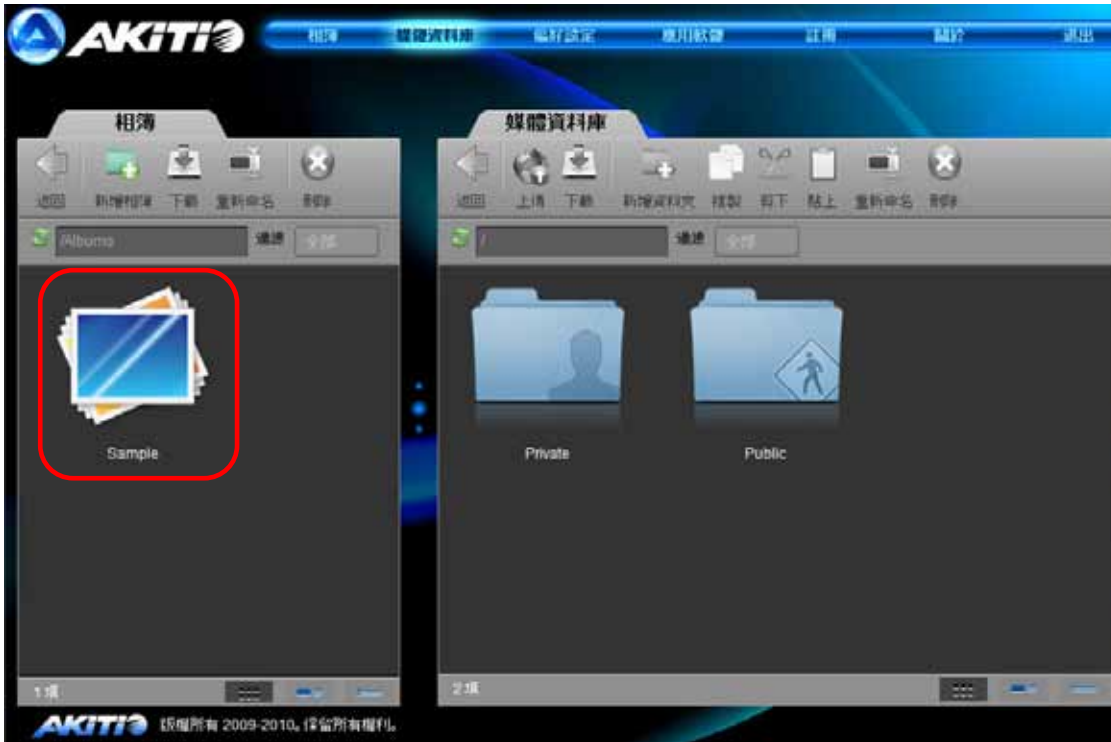 AKiTiO 相簿 媒體資料庫 偏好設定 應用軟體 註冊 關於 退出
相簿
返回 新增相簿 下載 重新命名 刪除
/Albums 過濾 全部
Sample
1 項
媒體資料庫
返回 上傳 下載 新增資料夾 複製 剪下 貼上 重新命名 刪除
/ 過濾 全部
Private Public
2 項
AKiTiO 版權所有 2009-2010。保留所有權利。